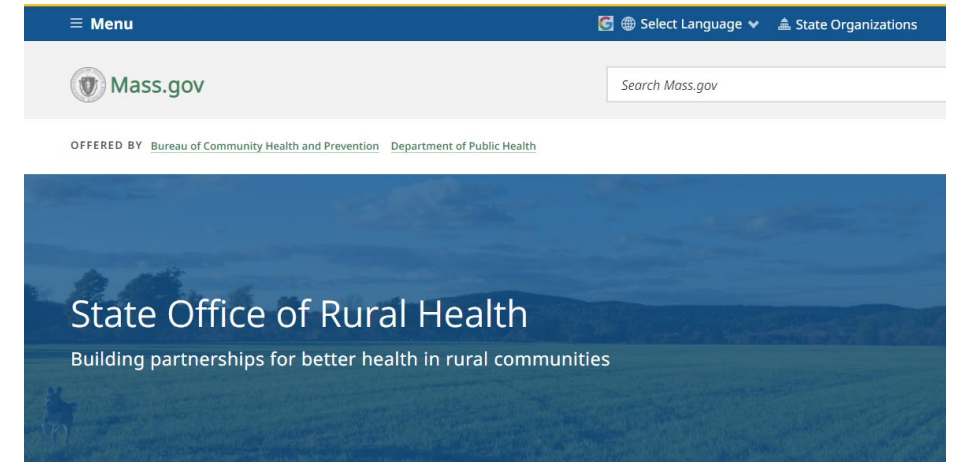 Menu
Select Language
State Organizations
Mass.gov
Search Mass.gov
OFFERED BY Bureau of Community Health and Prevention Department of Public Health
State Office of Rural Health
Building partnerships for better health in rural communities